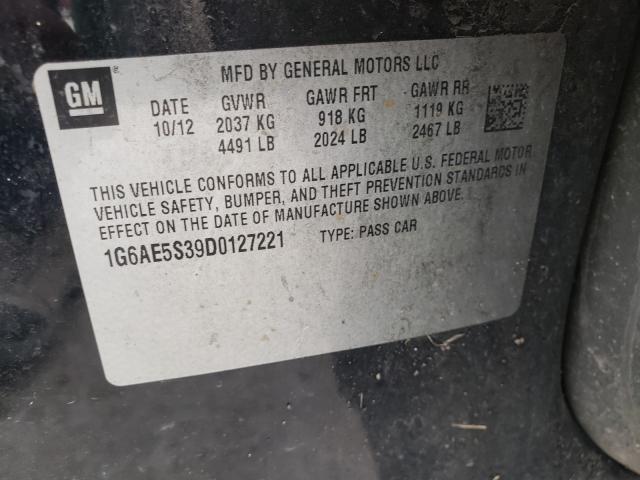 GM
MFD BY GENERAL MOTORS LLC
DATE GVWR GAWR FRT GAWR RR
10/12 2037 KG 918 KG 1119 KG
4491 LB 2024 LB 2467 LB
THIS VEHICLE CONFORMS TO ALL APPLICABLE U.S. FEDERAL MOTOR
VEHICLE SAFETY, BUMPER, AND THEFT PREVENTION STANDARDS IN
EFFECT ON THE DATE OF MANUFACTURE SHOWN ABOVE.
1G6AE5S39D0127221 TYPE: PASS CAR